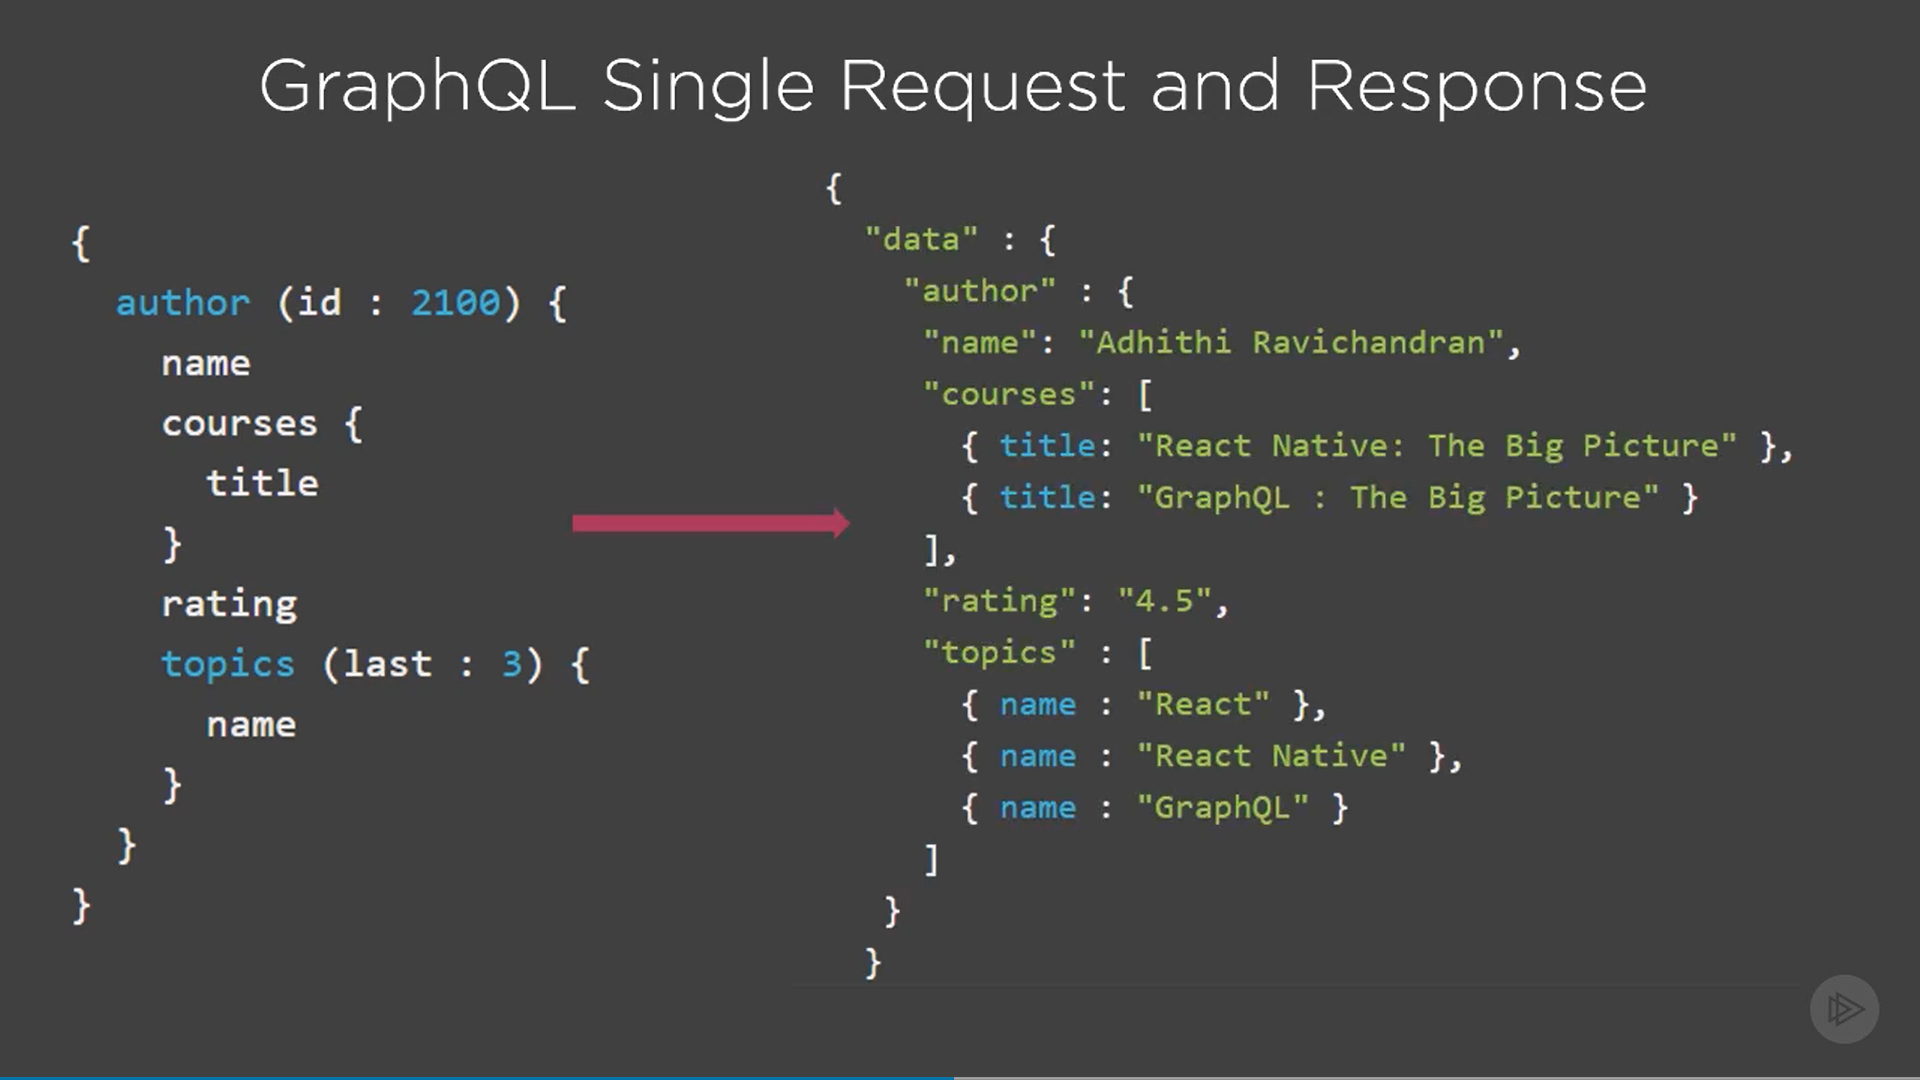 GraphQL Single Request and Response
{
author (id : 2100) {
name
courses {
title
}
rating
topics (last : 3) {
name
}
}
}
{
"data" : {
"author" : {
"name": "Adhithi Ravichandran",
"courses": [
{ title: "React Native: The Big Picture" },
{ title: "GraphQL : The Big Picture" }
],
"rating": "4.5",
"topics" : [
{ name : "React" },
{ name : "React Native" },
{ name : "GraphQL" }
]
}
}